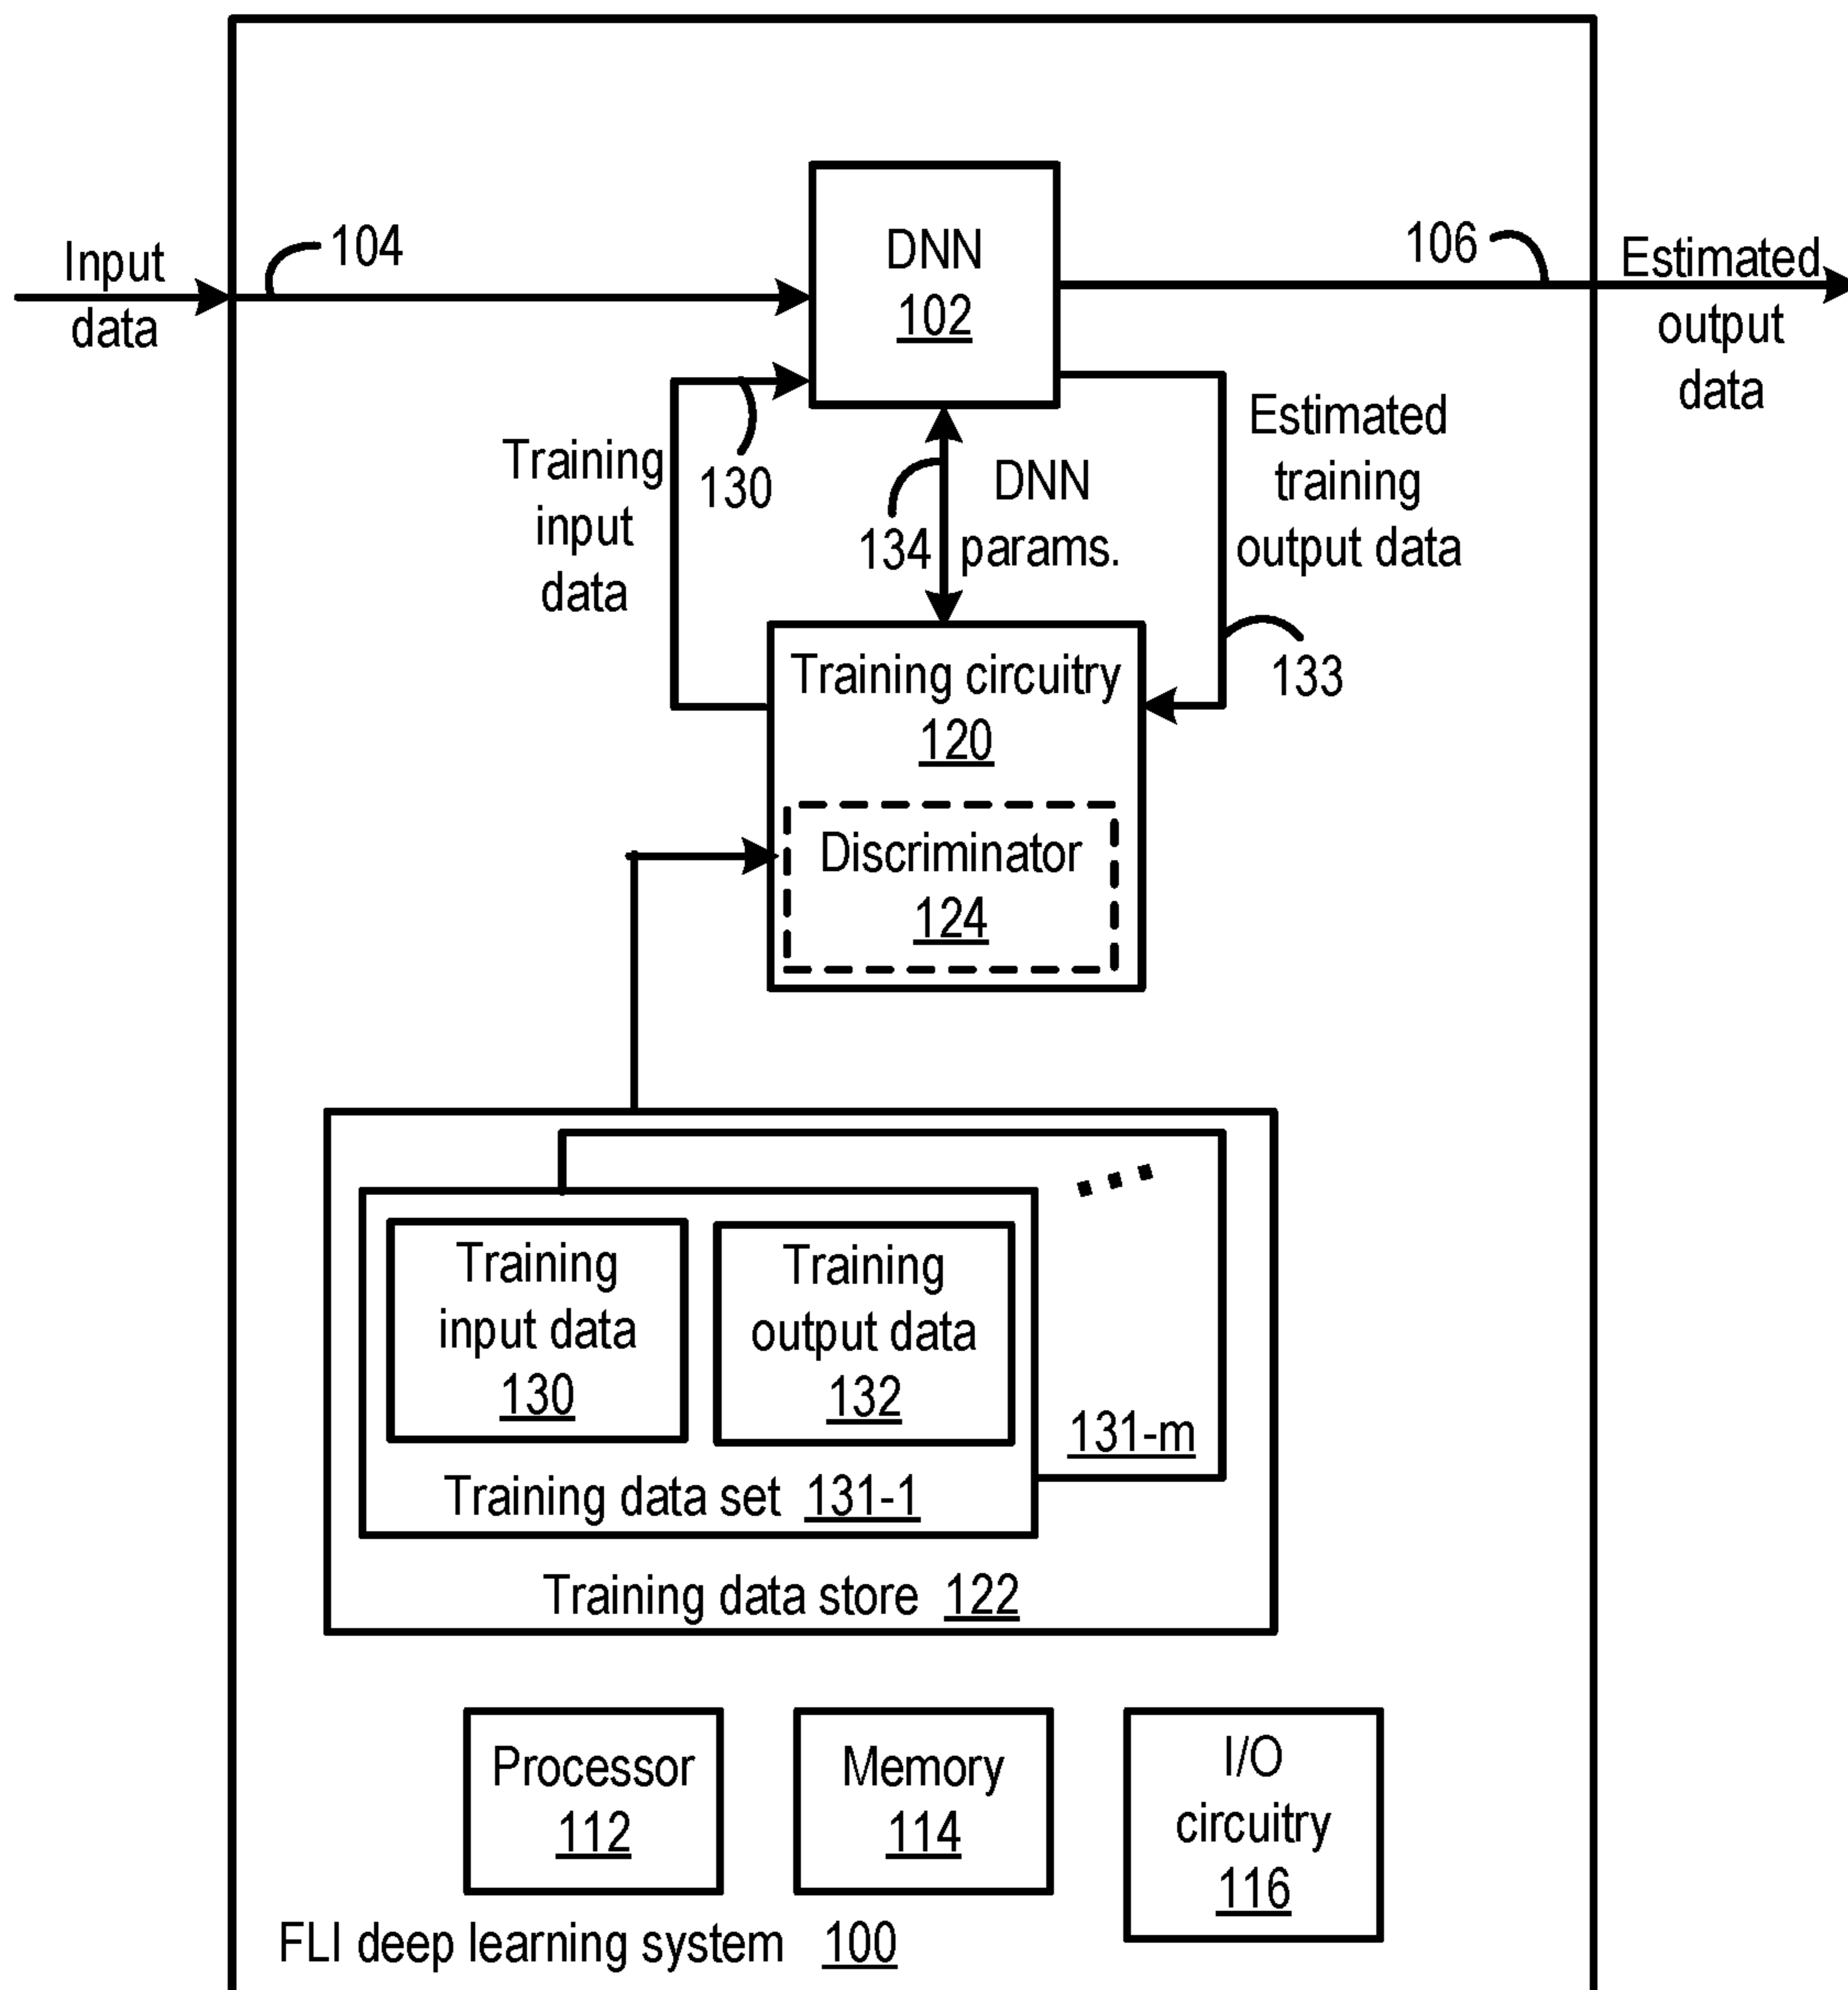 Input
data
104
DNN
102
106
Estimated
output
data
Training
input
data
130
134
DNN
params.
Estimated
training
output data
133
Training circuitry
120
Discriminator
124
Training
input data
130
Training
output data
132
131-m
Training data set 131-1
Training data store 122
Processor
112
Memory
114
I/O
circuitry
116
FLI deep learning system 100